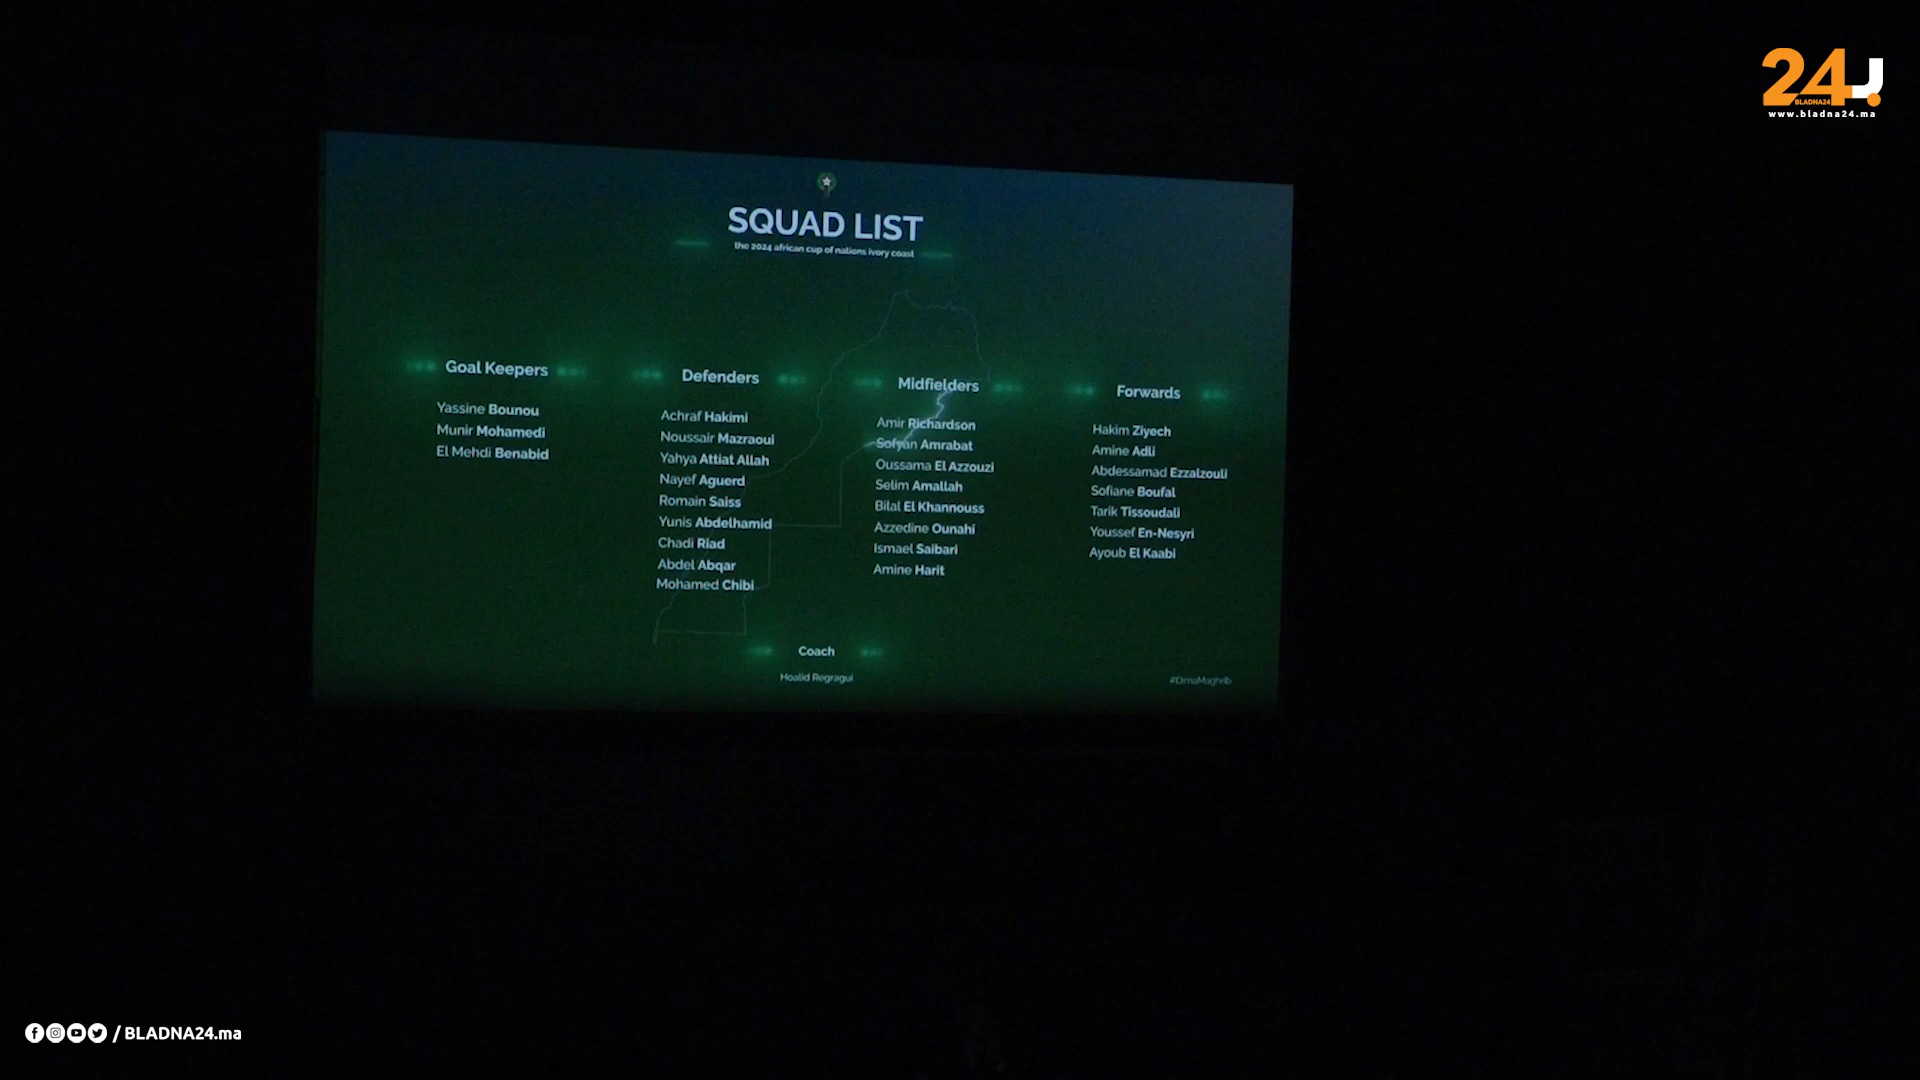 24
BLADNA24
www.bladna24.ma
SQUAD LIST
the 2024 african cup of nations ivory coast
Goal Keepers
Yassine Bounou
Munir Mohamedi
El Mehdi Benabid
Defenders
Achraf Hakimi
Noussair Mazraoui
Yahya Attiat Allah
Nayef Aguerd
Romain Saiss
Yunis Abdelhamid
Chadi Riad
Abdel Abqar
Mohamed Chibi
Midfielders
Amir Richardson
Sofyan Amrabat
Oussama El Azzouzi
Selim Amallah
Bilal El Khannouss
Azzedine Ounahi
Ismael Saibari
Amine Harit
Forwards
Hakim Ziyech
Amine Adli
Abdessamad Ezzalzouli
Sofiane Boufal
Tarik Tissoudali
Youssef En-Nesyri
Ayoub El Kaabi
Coach
Hoalid Regragui
#DimaMaghrib
/ BLADNA24.ma